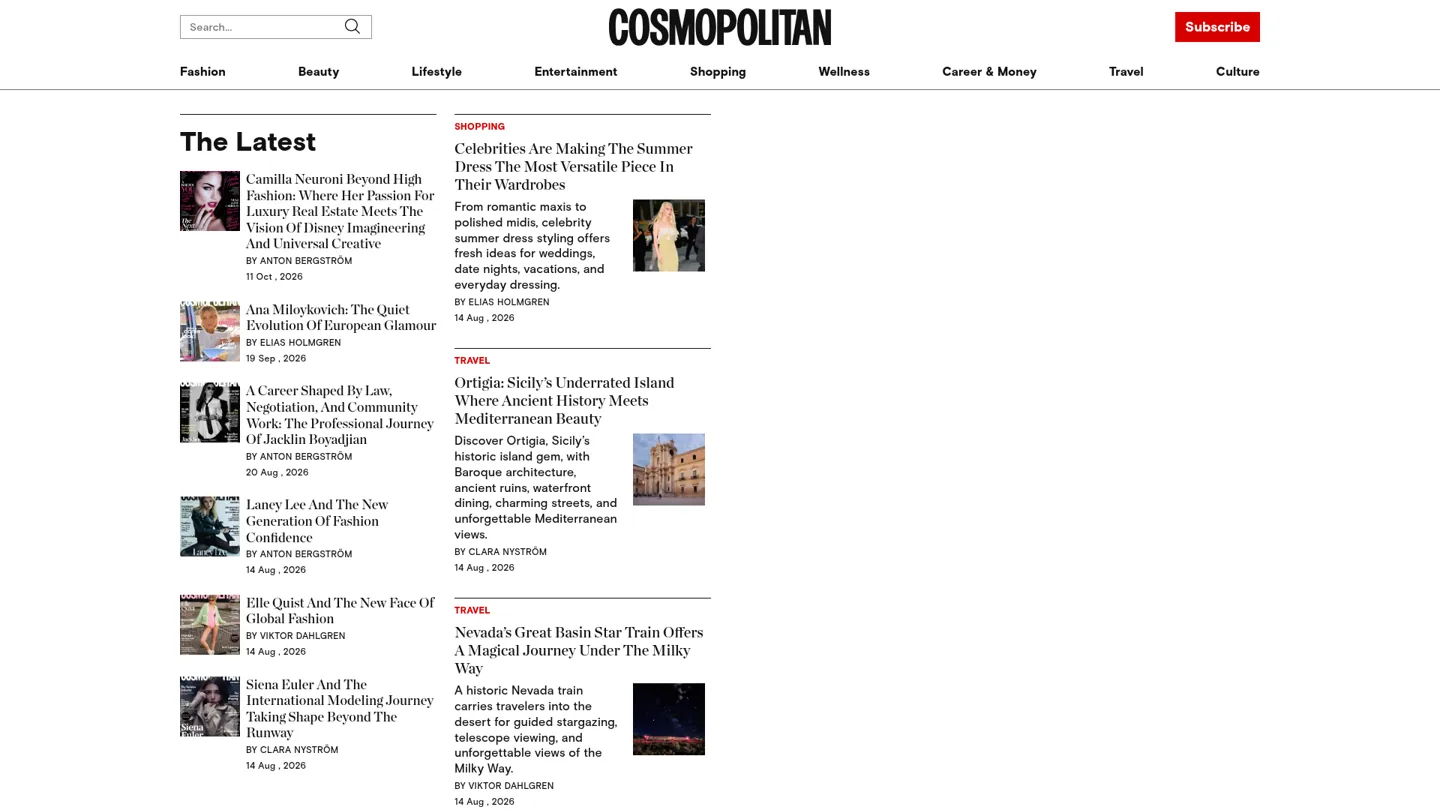 Search...
COSMOPOLITAN
Subscribe
Fashion
Beauty
Lifestyle
Entertainment
Shopping
Wellness
Career & Money
Travel
Culture
The Latest
Camilla Neuroni Beyond High
Fashion: Where Her Passion For
Luxury Real Estate Meets The
Vision Of Disney Imagineering
And Universal Creative
BY ANTON BERGSTRÖM
11 Oct , 2026
Ana Miloykovich: The Quiet
Evolution Of European Glamour
BY ELIAS HOLMGREN
19 Sep , 2026
A Career Shaped By Law,
Negotiation, And Community
Work: The Professional Journey
Of Jacklin Boyadjian
BY ANTON BERGSTRÖM
20 Aug , 2026
Laney Lee And The New
Generation Of Fashion
Confidence
BY ANTON BERGSTRÖM
14 Aug , 2026
Elle Quist And The New Face Of
Global Fashion
BY VIKTOR DAHLGREN
14 Aug , 2026
Siena Euler
Siena Euler And The
International Modeling Journey
Taking Shape Beyond The
Runway
BY CLARA NYSTRÖM
14 Aug , 2026
SHOPPING
Celebrities Are Making The Summer
Dress The Most Versatile Piece In
Their Wardrobes
From romantic maxis to
polished midis, celebrity
summer dress styling offers
fresh ideas for weddings,
date nights, vacations, and
everyday dressing.
BY ELIAS HOLMGREN
14 Aug , 2026
TRAVEL
Ortigia: Sicily’s Underrated Island
Where Ancient History Meets
Mediterranean Beauty
Discover Ortigia, Sicily’s
historic island gem, with
Baroque architecture,
ancient ruins, waterfront
dining, charming streets, and
unforgettable Mediterranean
views.
BY CLARA NYSTRÖM
14 Aug , 2026
TRAVEL
Nevada’s Great Basin Star Train Offers
A Magical Journey Under The Milky
Way
A historic Nevada train
carries travelers into the
desert for guided stargazing,
telescope viewing, and
unforgettable views of the
Milky Way.
BY VIKTOR DAHLGREN
14 Aug , 2026